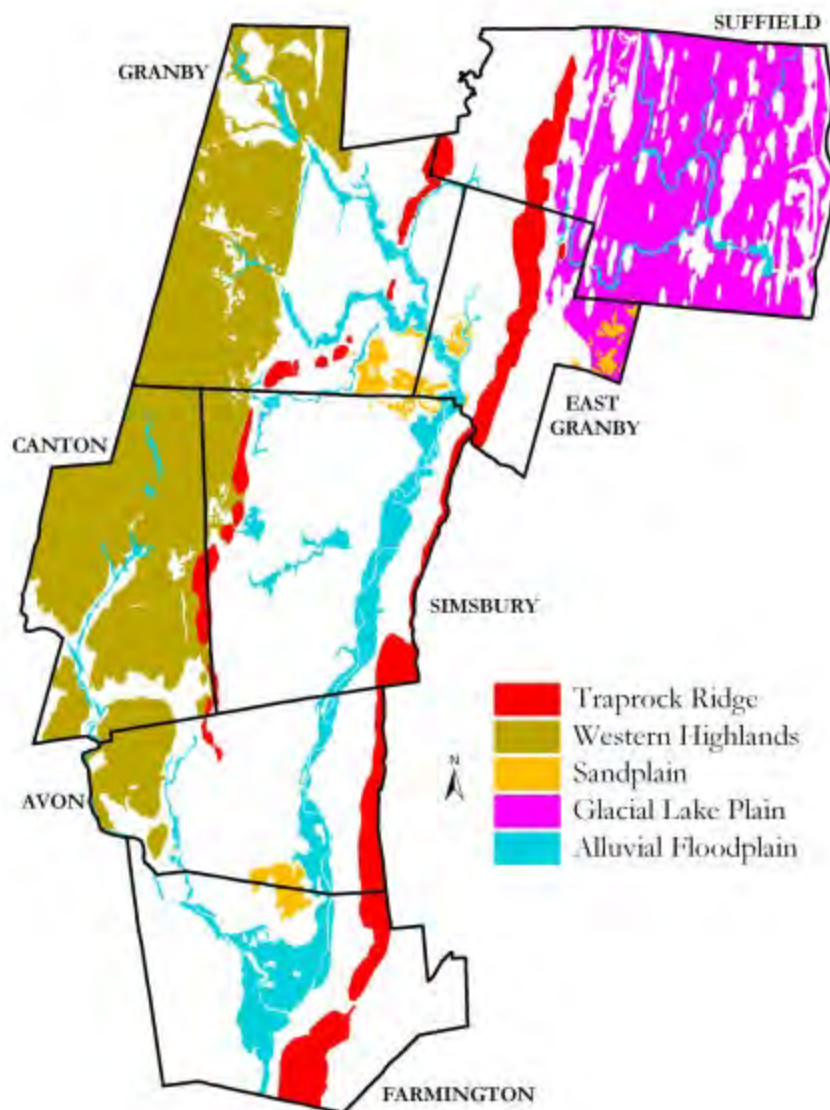 SUFFIELD
GRANBY
EAST
GRANBY
CANTON
SIMSBURY
Traprock Ridge
Western Highlands
Sandplain
Glacial Lake Plain
Alluvial Floodplain
N
AVON
FARMINGTON